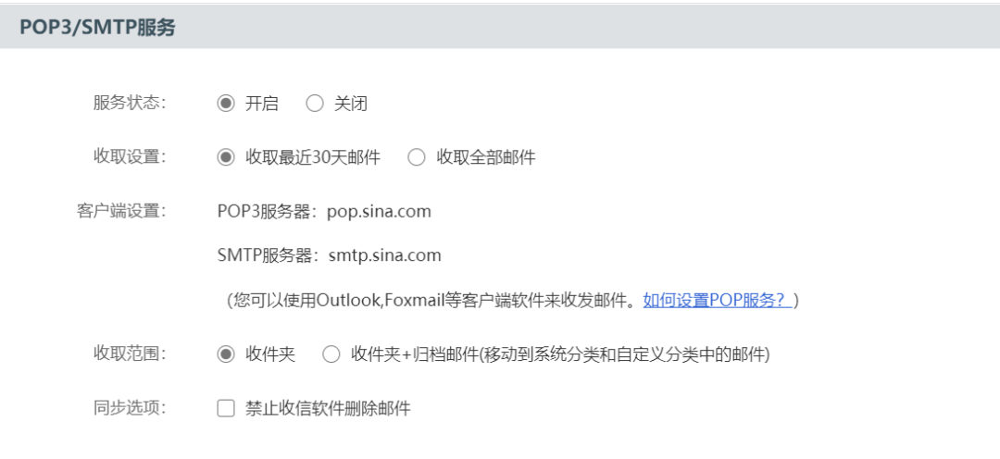 POP3/SMTP服务
服务状态： 开启 关闭
收取设置： 收取最近30天邮件 收取全部邮件
客户端设置： POP3服务器：pop.sina.com
SMTP服务器：smtp.sina.com
（您可以使用Outlook,Foxmail等客户端软件来收发邮件。如何设置POP服务？）
收取范围： 收件夹 收件夹+归档邮件(移动到系统分类和自定义分类中的邮件)
同步选项： 禁止收信软件删除邮件